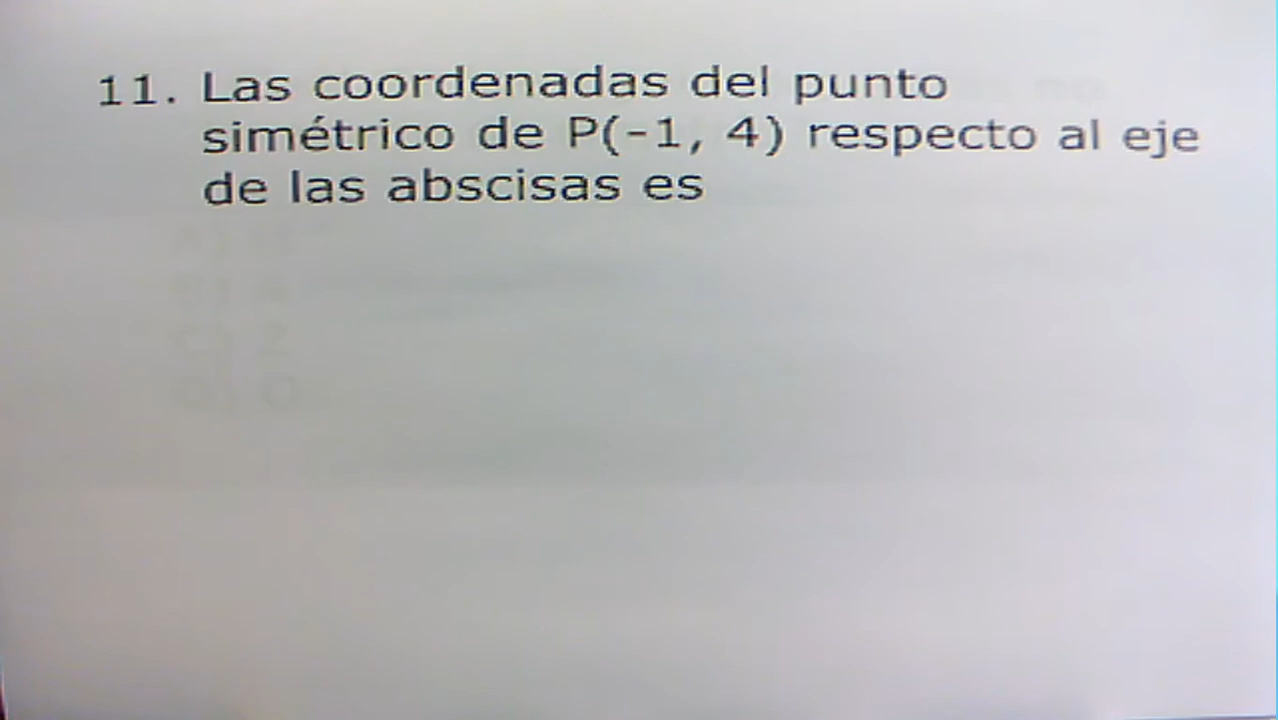 11. Las coordenadas del punto
simétrico de P(-1, 4) respecto al eje
de las abscisas es